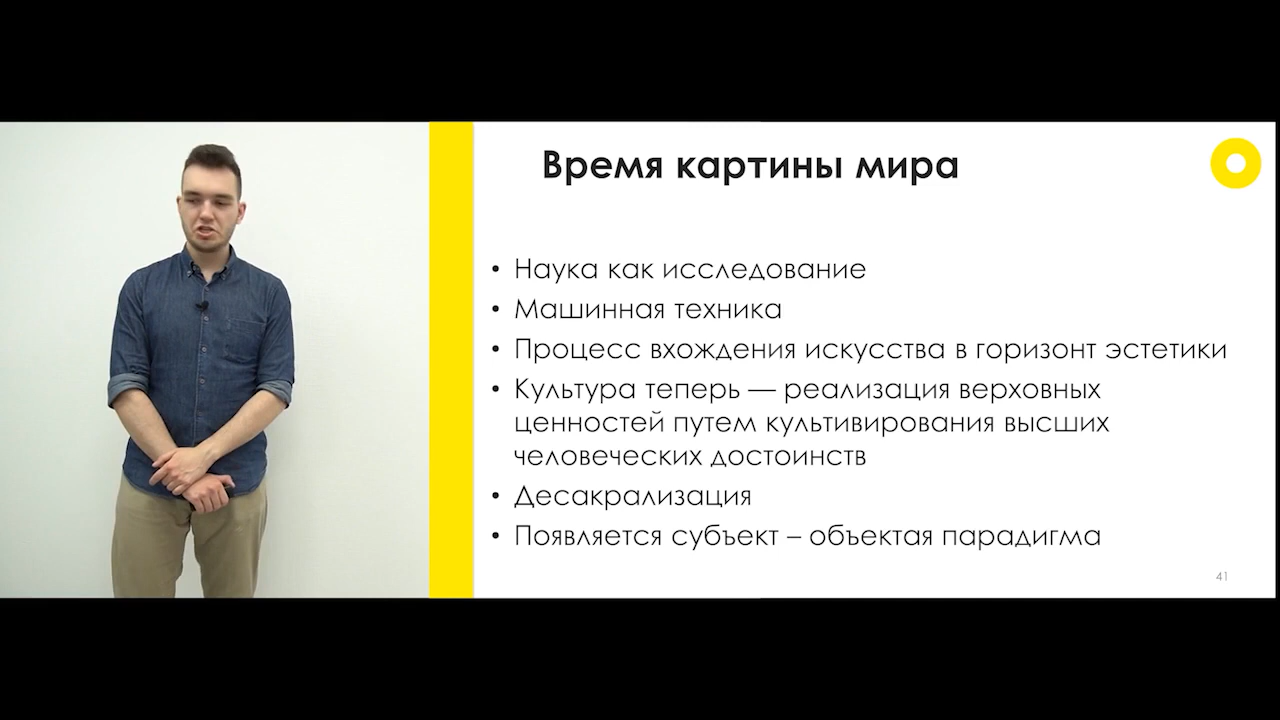 Время картины мира
• Наука как исследование
• Машинная техника
• Процесс вхождения искусства в горизонт эстетики
• Культура теперь — реализация верховных
ценностей путем культивирования высших
человеческих достоинств
• Десакрализация
• Появляется субъект – объектая парадигма
41